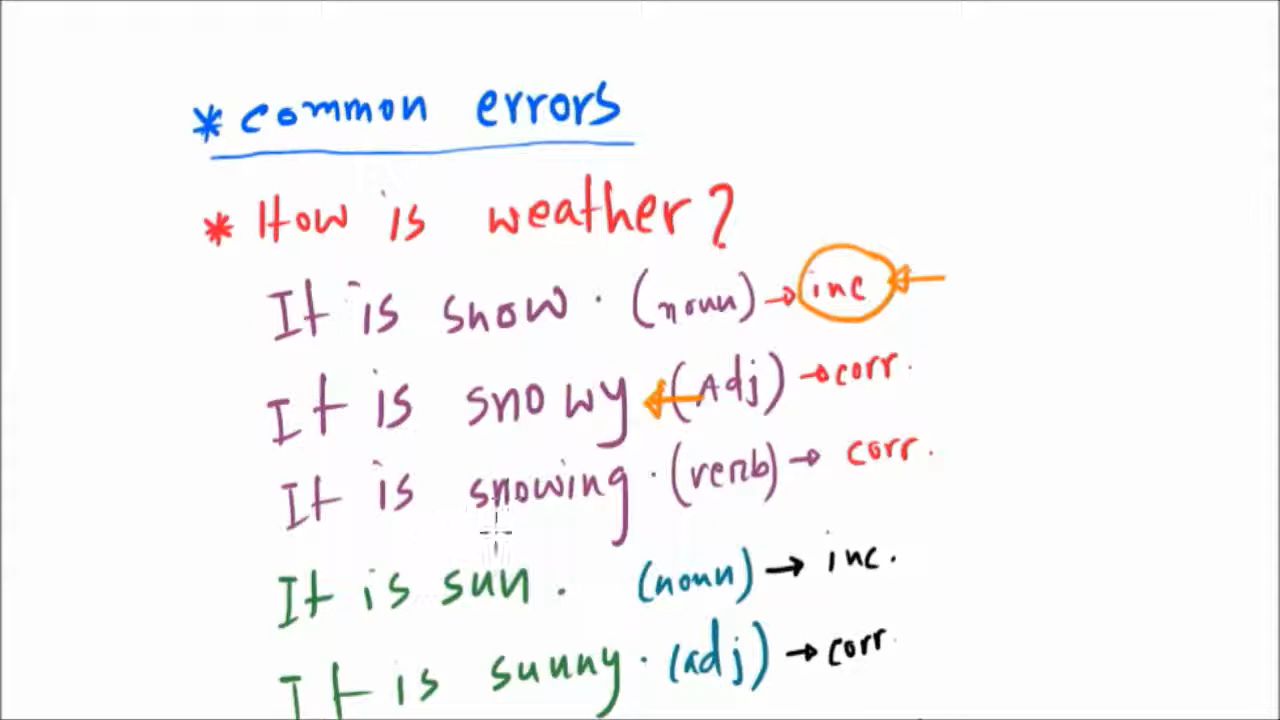 * common errors
* How is weather?
It is snow. (noun) → inc ←
It is snowy ← (Adj) → corr.
It is snowing. (verb) → corr.
It is sun. (noun) → inc.
It is sunny. (adj) → corr.